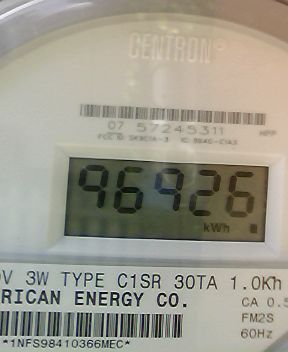 CENTRON®
07 57245311
HPP
96926
kWh
V 3W TYPE C1SR 30TA 1.0Kh
RICAN ENERGY CO.
CA 0.5
FM2S
60Hz
*1NFS98410366MEC*